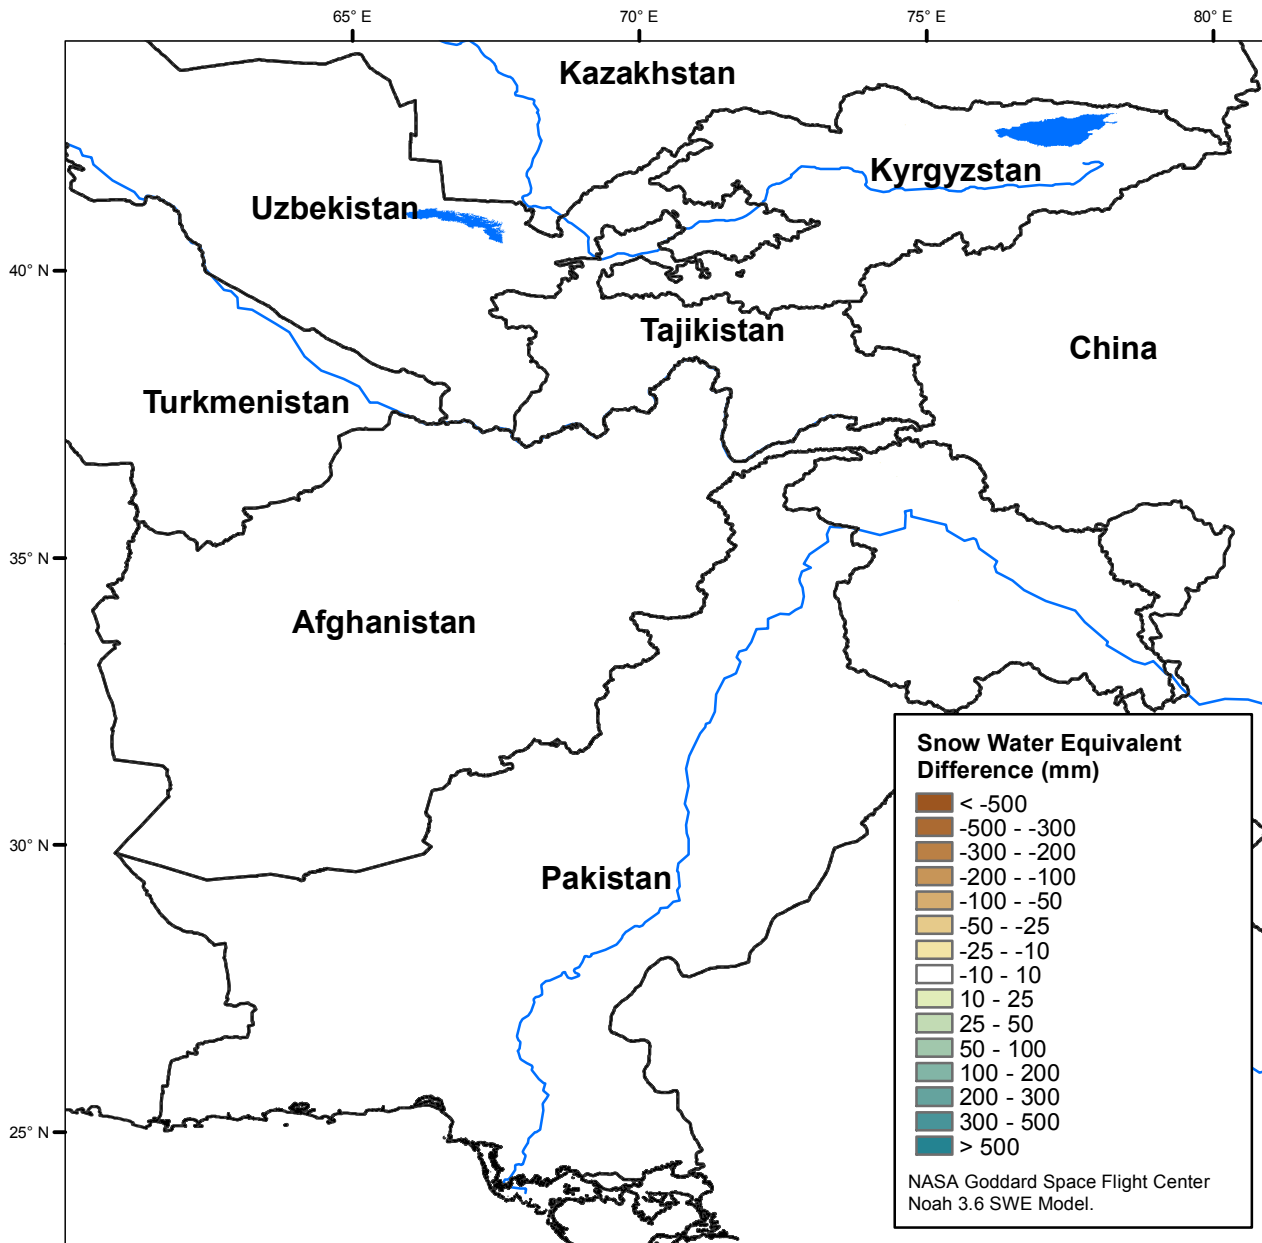 65° E
70° E
75° E
80° E
Kazakhstan
Kyrgyzstan
Uzbekistan
40° N
Tajikistan
China
Turkmenistan
35° N
Afghanistan
30° N
Pakistan
25° N
Snow Water Equivalent
Difference (mm)
< -500
-500 - -300
-300 - -200
-200 - -100
-100 - -50
-50 - -25
-25 - -10
-10 - 10
10 - 25
25 - 50
50 - 100
100 - 200
200 - 300
300 - 500
> 500
NASA Goddard Space Flight Center
Noah 3.6 SWE Model.